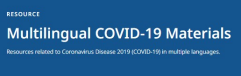 RESOURCE
Multilingual COVID-19 Materials
Resources related to Coronavirus Disease 2019 (COVID-19) in multiple languages.